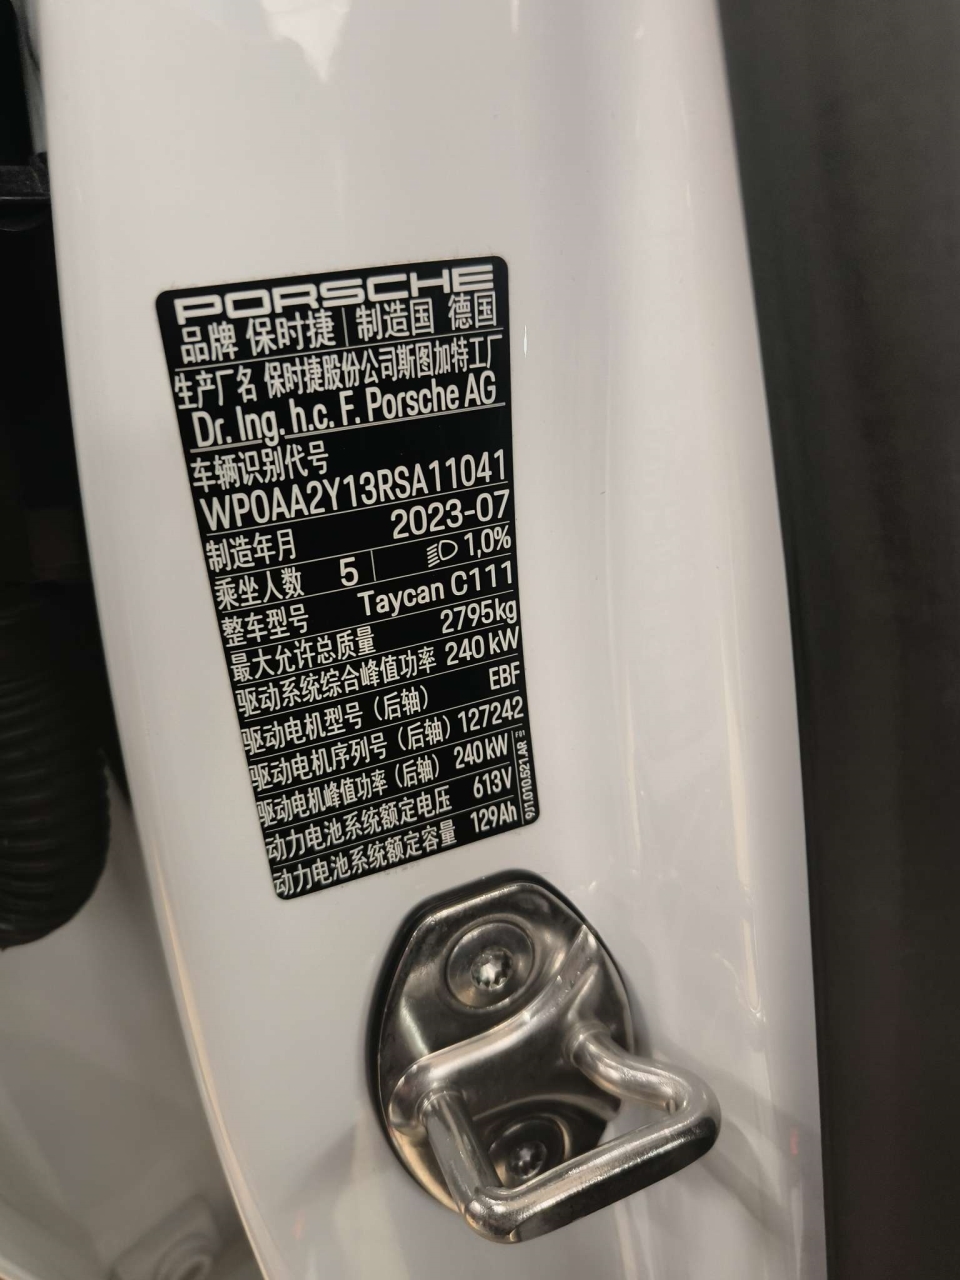 PORSCHE
品牌 保时捷 制造国 德国
生产厂名 保时捷股份公司斯图加特工厂
Dr. Ing. h.c. F. Porsche AG
车辆识别代号
WP0AA2Y13RSA11041
制造年月 2023-07
乘坐人数 5 1,0%
整车型号 Taycan C111
最大允许总质量 2795kg
驱动系统综合峰值功率 240 kW
驱动电机型号（后轴） EBF
驱动电机序列号（后轴） 127242
驱动电机峰值功率（后轴） 240 kW
动力电池系统额定电压 613V
动力电池系统额定容量 129Ah
9J1.010.521.AR
F01